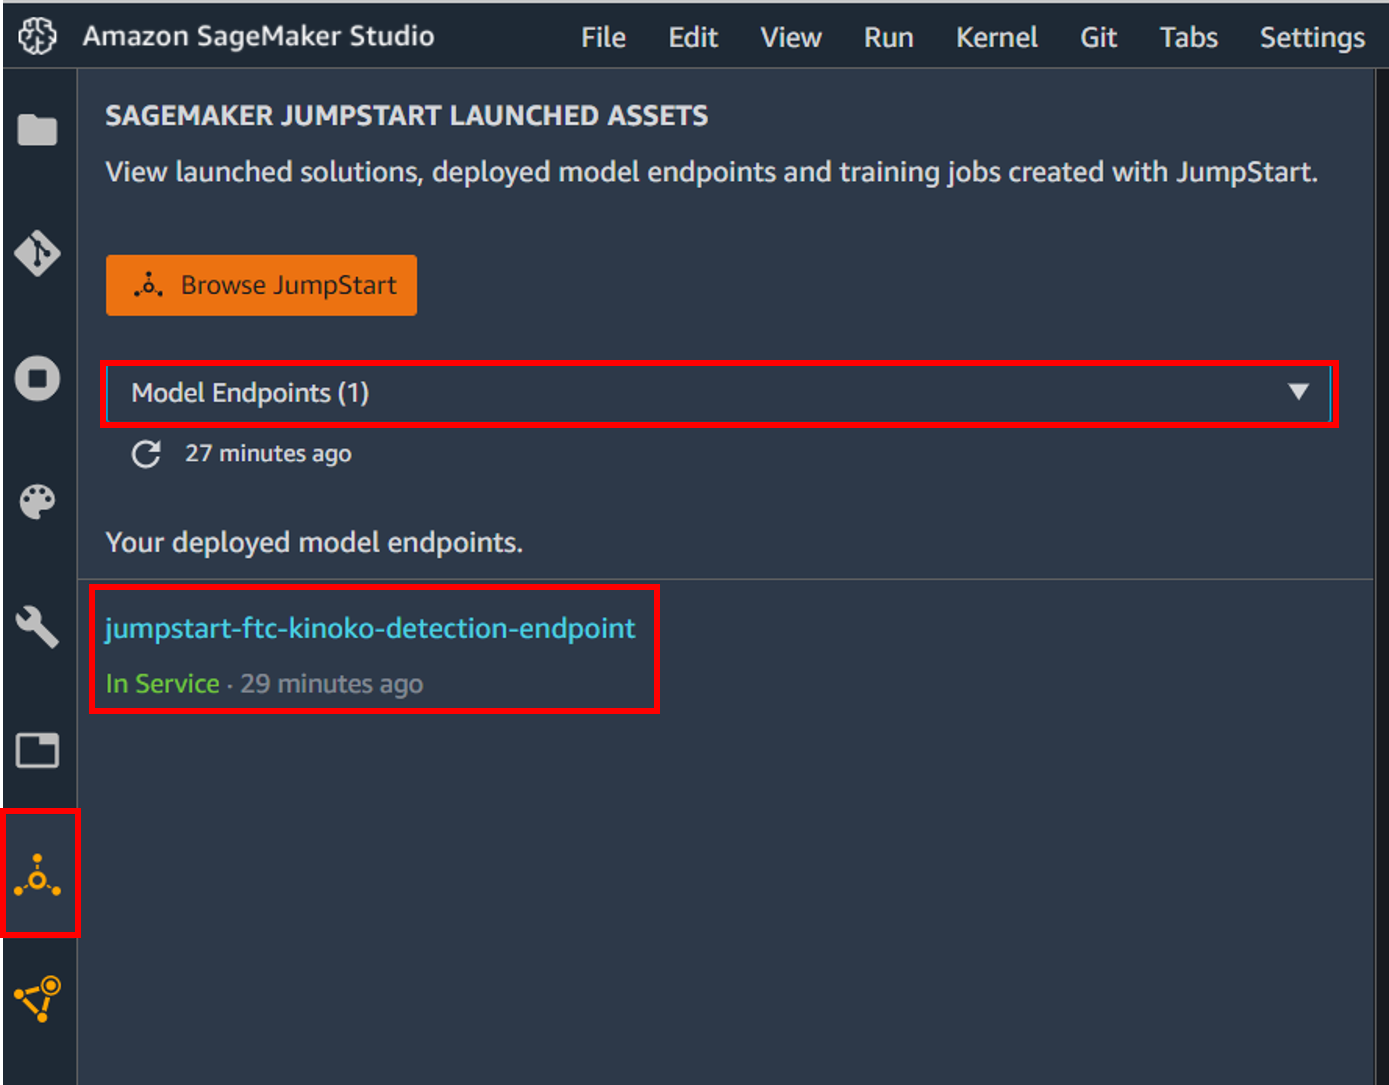 Amazon SageMaker Studio File Edit View Run Kernel Git Tabs Settings
SAGEMAKER JUMPSTART LAUNCHED ASSETS
View launched solutions, deployed model endpoints and training jobs created with JumpStart.
Browse JumpStart
Model Endpoints (1)
27 minutes ago
Your deployed model endpoints.
jumpstart-ftc-kinoko-detection-endpoint
In Service · 29 minutes ago